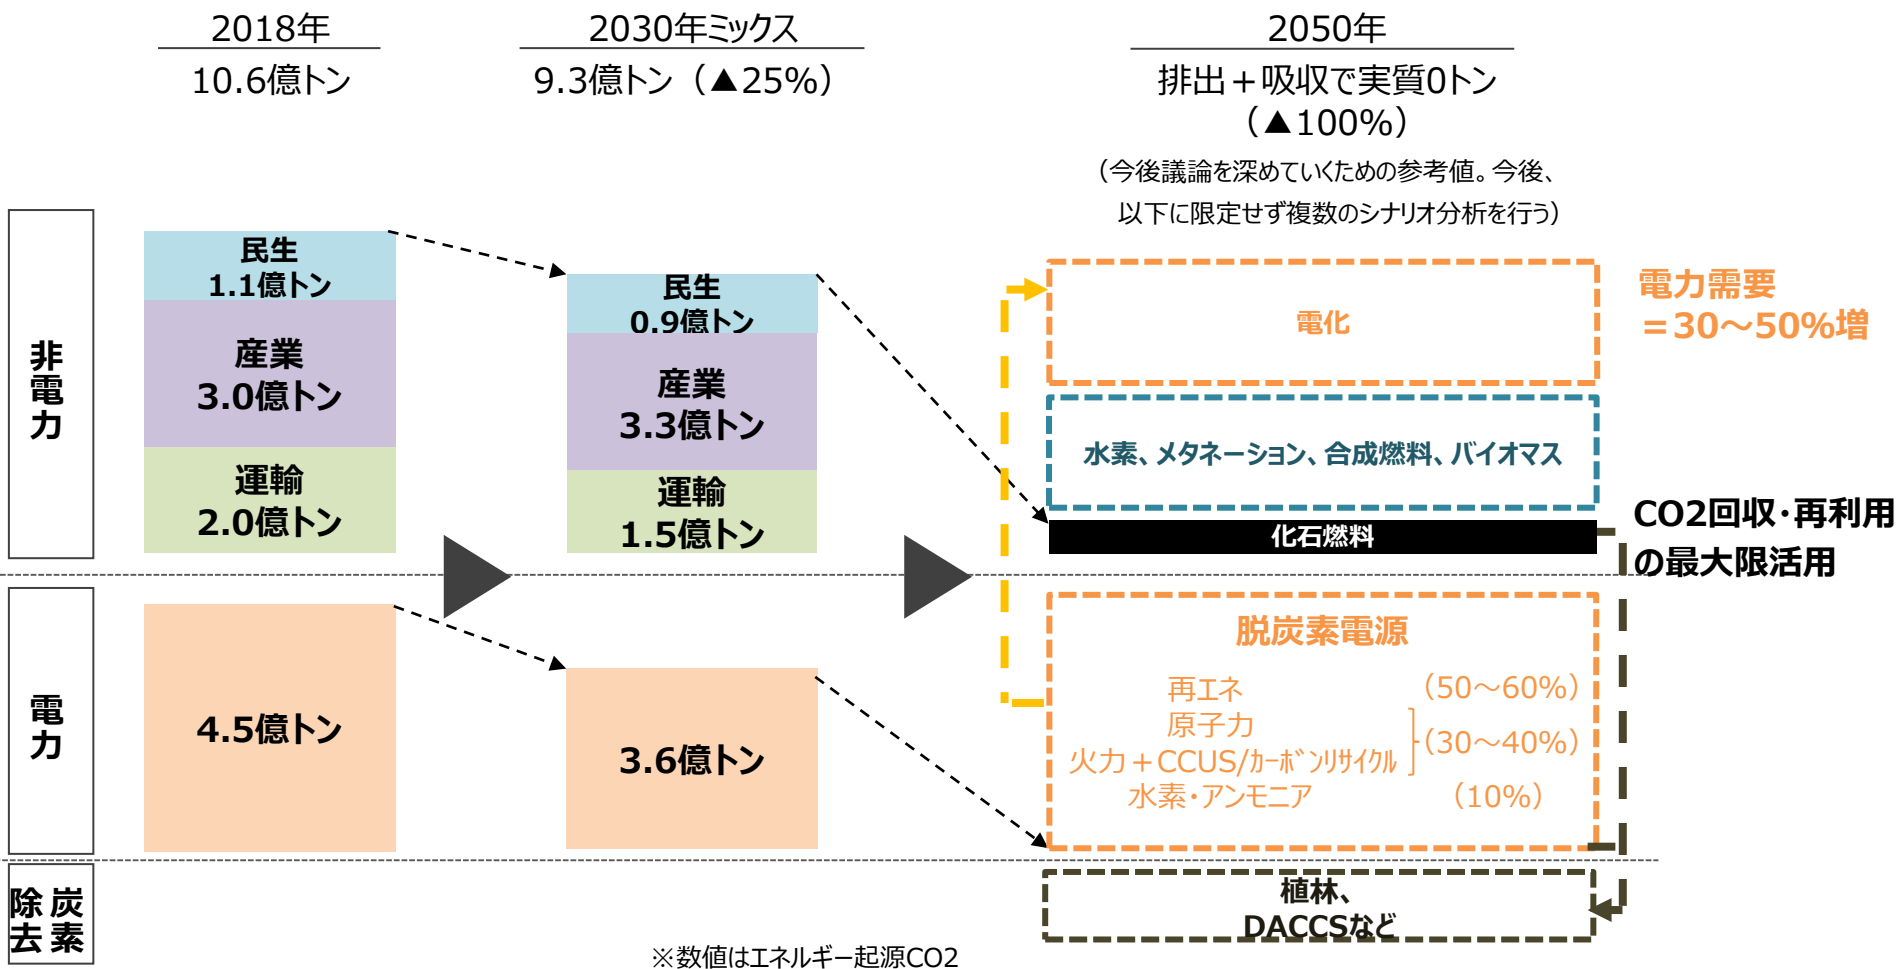 2018年
10.6億トン
2030年ミックス
9.3億トン（▲25%）
2050年
排出＋吸収で実質0トン
（▲100%）
（今後議論を深めていくための参考値。今後、
以下に限定せず複数のシナリオ分析を行う）
非電力
民生
1.1億トン
産業
3.0億トン
運輸
2.0億トン
民生
0.9億トン
産業
3.3億トン
運輸
1.5億トン
電化
電力需要
＝30～50%増
水素、メタネーション、合成燃料、バイオマス
化石燃料
CO2回収・再利用
の最大限活用
電力
4.5億トン
3.6億トン
脱炭素電源
再エネ （50～60%）
原子力
火力＋CCUS/ｶｰﾎﾞﾝﾘｻｲｸﾙ （30～40%）
水素・アンモニア （10%）
炭素
除去
植林、
DACCSなど
※数値はエネルギー起源CO2